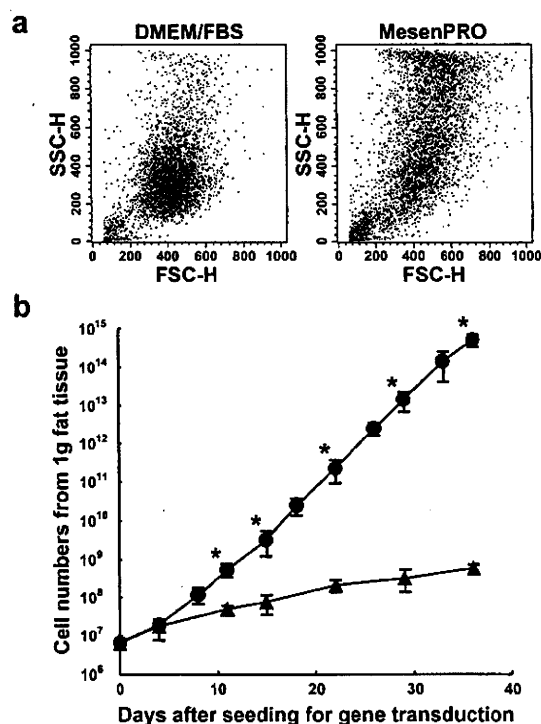 a
DMEM/FBS
MesenPRO
SSC-H
0 200 400 600 800 1000
0 200 400 600 800 1000
FSC-H
SSC-H
0 200 400 600 800 1000
0 200 400 600 800 1000
FSC-H
b
Cell numbers from 1g fat tissue
10¹⁵
10¹⁴
10¹³
10¹²
10¹¹
10¹⁰
10⁹
10⁸
10⁷
10⁶
* * * * *
0 10 20 30 40
Days after seeding for gene transduction